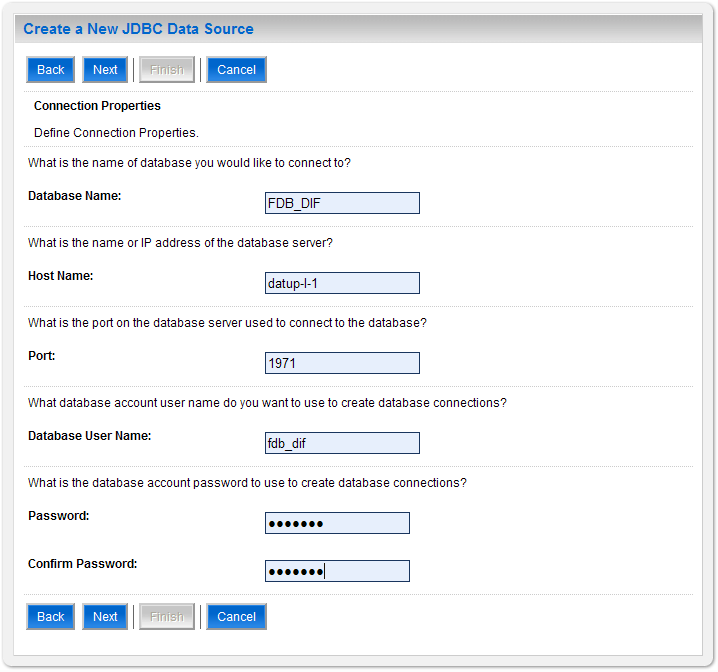 Create a New JDBC Data Source
Back Next Finish Cancel
Connection Properties
Define Connection Properties.
What is the name of database you would like to connect to?
Database Name: FDB_DIF
What is the name or IP address of the database server?
Host Name: datup-l-1
What is the port on the database server used to connect to the database?
Port: 1971
What database account user name do you want to use to create database connections?
Database User Name: fdb_dif
What is the database account password to use to create database connections?
Password: ●●●●●●●
Confirm Password: ●●●●●●●
Back Next Finish Cancel